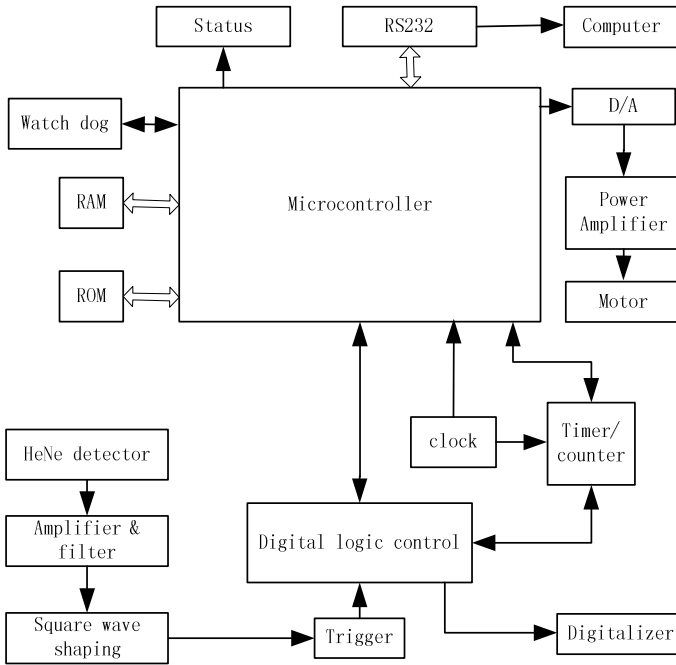 Status
RS232
Computer
Watch dog
D/A
RAM
Microcontroller
Power
Amplifier
ROM
Motor
HeNe detector
clock
Timer/
counter
Amplifier &
filter
Digital logic control
Square wave
shaping
Trigger
Digitalizer